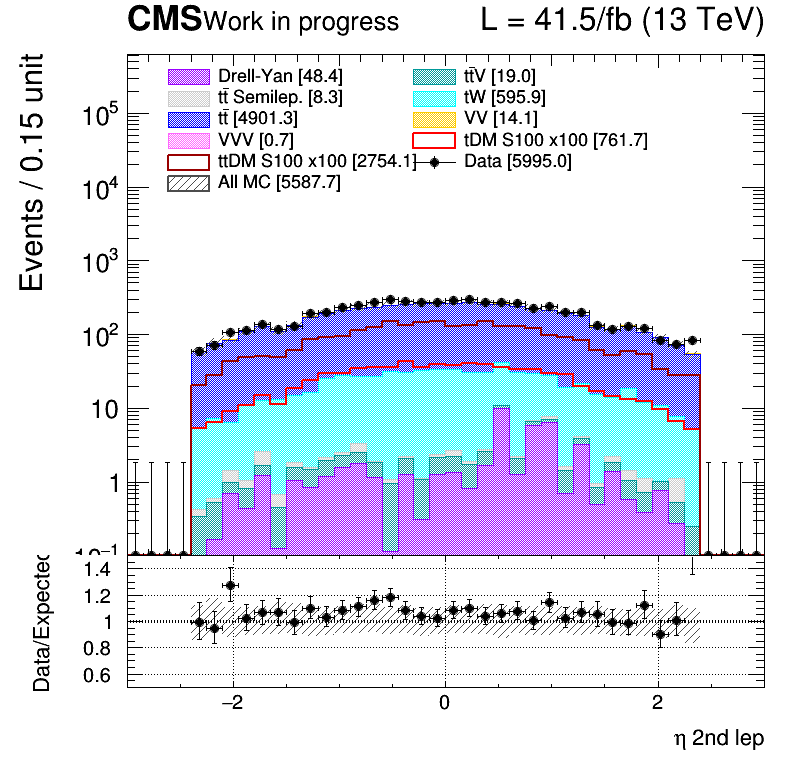 CMS Work in progress L = 41.5/fb (13 TeV)
Events / 0.15 unit
Drell-Yan [48.4] tt̄V [19.0]
tt̄ Semilep. [8.3] tW [595.9]
tt̄ [4901.3] VV [14.1]
VVV [0.7] tDM S100 x100 [761.7]
ttDM S100 x100 [2754.1] Data [5995.0]
All MC [5587.7]
10⁵
10⁴
10³
10²
10
1
10⁻¹
Data/Expected
1.4
1.2
1
0.8
0.6
−2 0 2
η 2nd lep